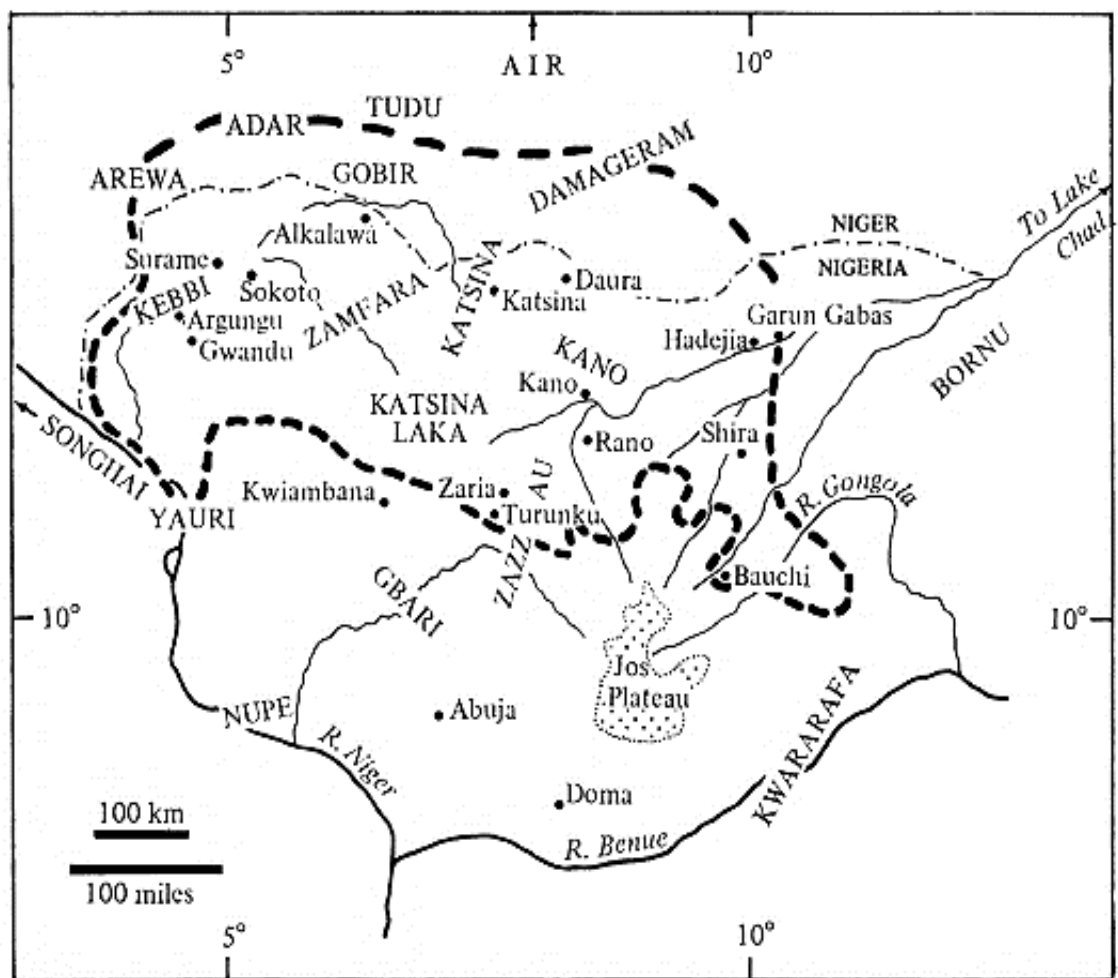 5°
10°
AIR
TUDU
ADAR
AREWA
GOBIR
DAMAGERAM
To Lake
Chad
NIGER
NIGERIA
Alkalawa
Surame
Sokoto
KEBBI
ZAMFARA
KATSINA
Katsina
Daura
Argungu
Gwandu
Garun Gabas
Hadejia
BORNU
KANO
Kano
KATSINA
LAKA
Rano
Shira
SONGHAI
YAURI
Kwiambana
Zaria
Turunku
ZAZZAU
R. Gongola
Bauchi
GBARI
10°
10°
Jos
Plateau
NUPE
Abuja
R. Niger
KWARARAFA
Doma
R. Benue
100 km
100 miles
5°
10°